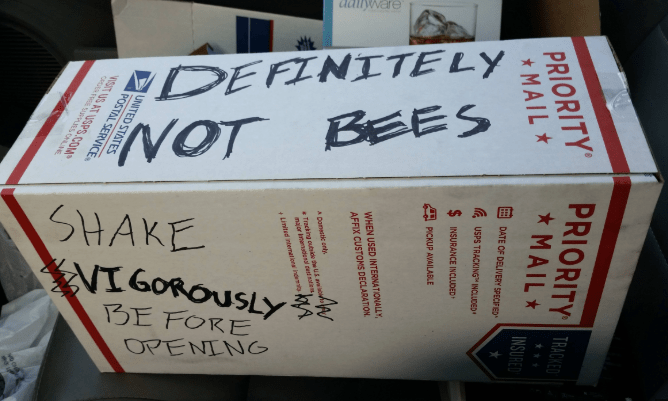 dailyware™
DEFINITELY
NOT BEES
UNITED STATES
POSTAL SERVICE®
VISIT US AT USPS.COM®
PRIORITY®
★ MAIL ★
SHAKE
VIGOROUSLY
BEFORE
OPENING
PRIORITY®
★ MAIL ★
DATE OF DELIVERY SPECIFIED*
USPS TRACKING™ INCLUDED*
$ INSURANCE INCLUDED*
PICKUP AVAILABLE
WHEN USED INTERNATIONALLY,
AFFIX CUSTOMS DECLARATION.
TRACKED
★ ★ ★
INSURED